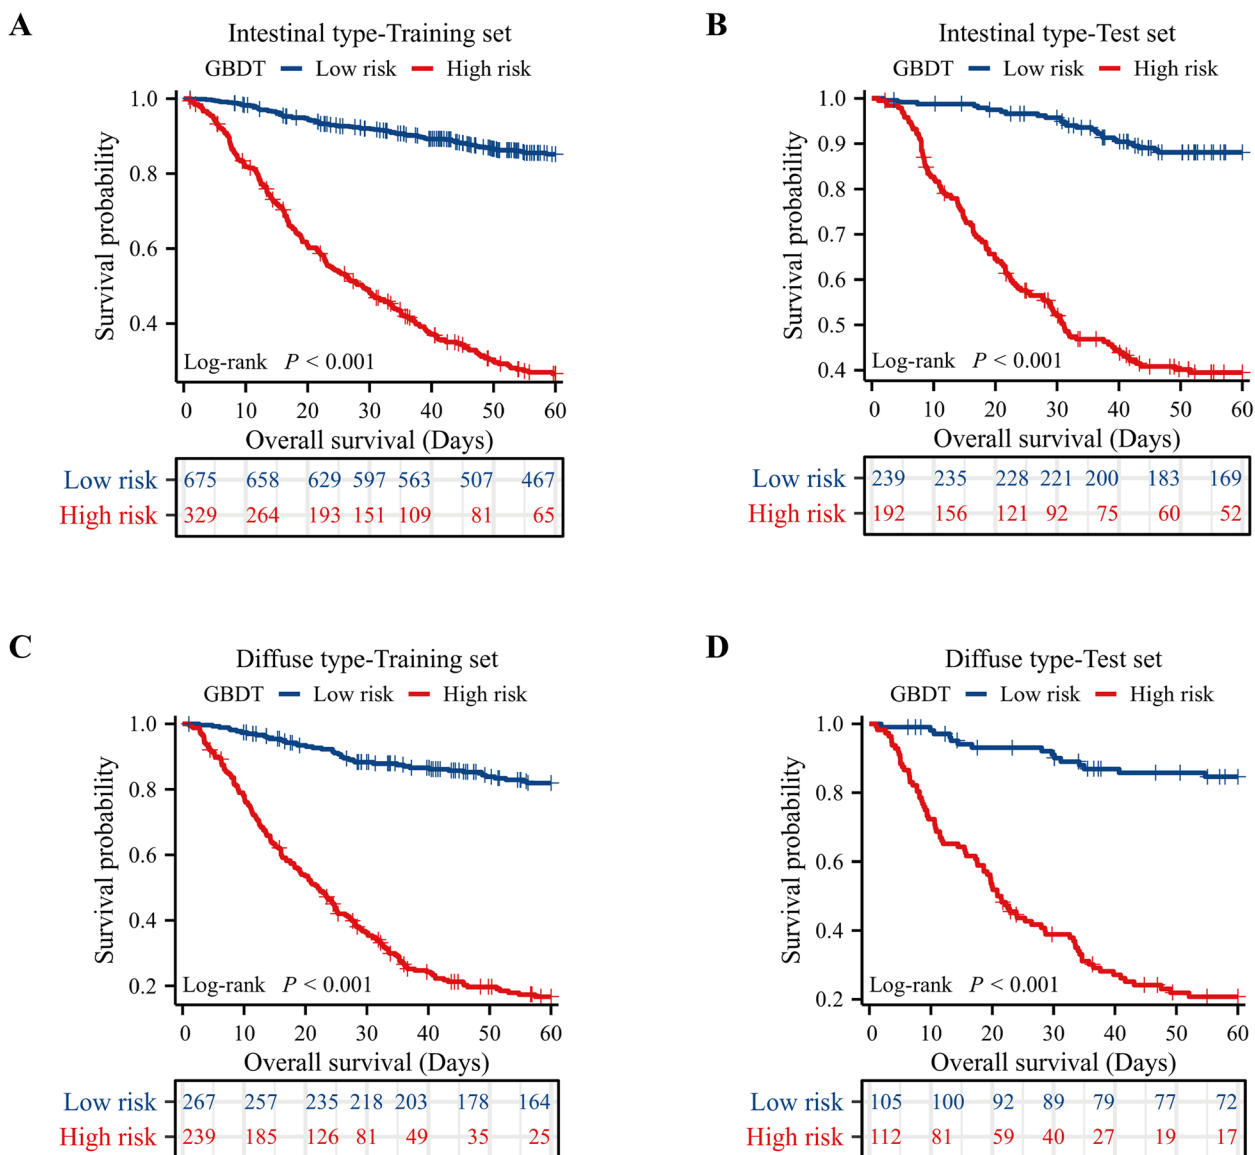 A
Intestinal type-Training set
GBDT Low risk High risk
1.0
0.8
0.6
0.4
Survival probability
Log-rank P < 0.001
0 10 20 30 40 50 60
Overall survival (Days)
Low risk 675 658 629 597 563 507 467
High risk 329 264 193 151 109 81 65
B
Intestinal type-Test set
GBDT Low risk High risk
1.0
0.9
0.8
0.7
0.6
0.5
0.4
Survival probability
Log-rank P < 0.001
0 10 20 30 40 50 60
Overall survival (Days)
Low risk 239 235 228 221 200 183 169
High risk 192 156 121 92 75 60 52
C
Diffuse type-Training set
GBDT Low risk High risk
1.0
0.8
0.6
0.4
0.2
Survival probability
Log-rank P < 0.001
0 10 20 30 40 50 60
Overall survival (Days)
Low risk 267 257 235 218 203 178 164
High risk 239 185 126 81 49 35 25
D
Diffuse type-Test set
GBDT Low risk High risk
1.0
0.8
0.6
0.4
0.2
Survival probability
Log-rank P < 0.001
0 10 20 30 40 50 60
Overall survival (Days)
Low risk 105 100 92 89 79 77 72
High risk 112 81 59 40 27 19 17